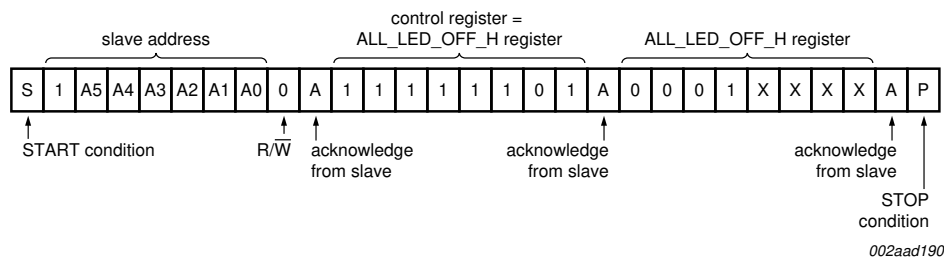 control register =
slave address ALL_LED_OFF_H register ALL_LED_OFF_H register
S 1 A5 A4 A3 A2 A1 A0 0 A 1 1 1 1 1 1 0 1 A 0 0 0 1 X X X X A P
START condition R/W̅ acknowledge acknowledge acknowledge
from slave from slave from slave
STOP
condition
002aad190